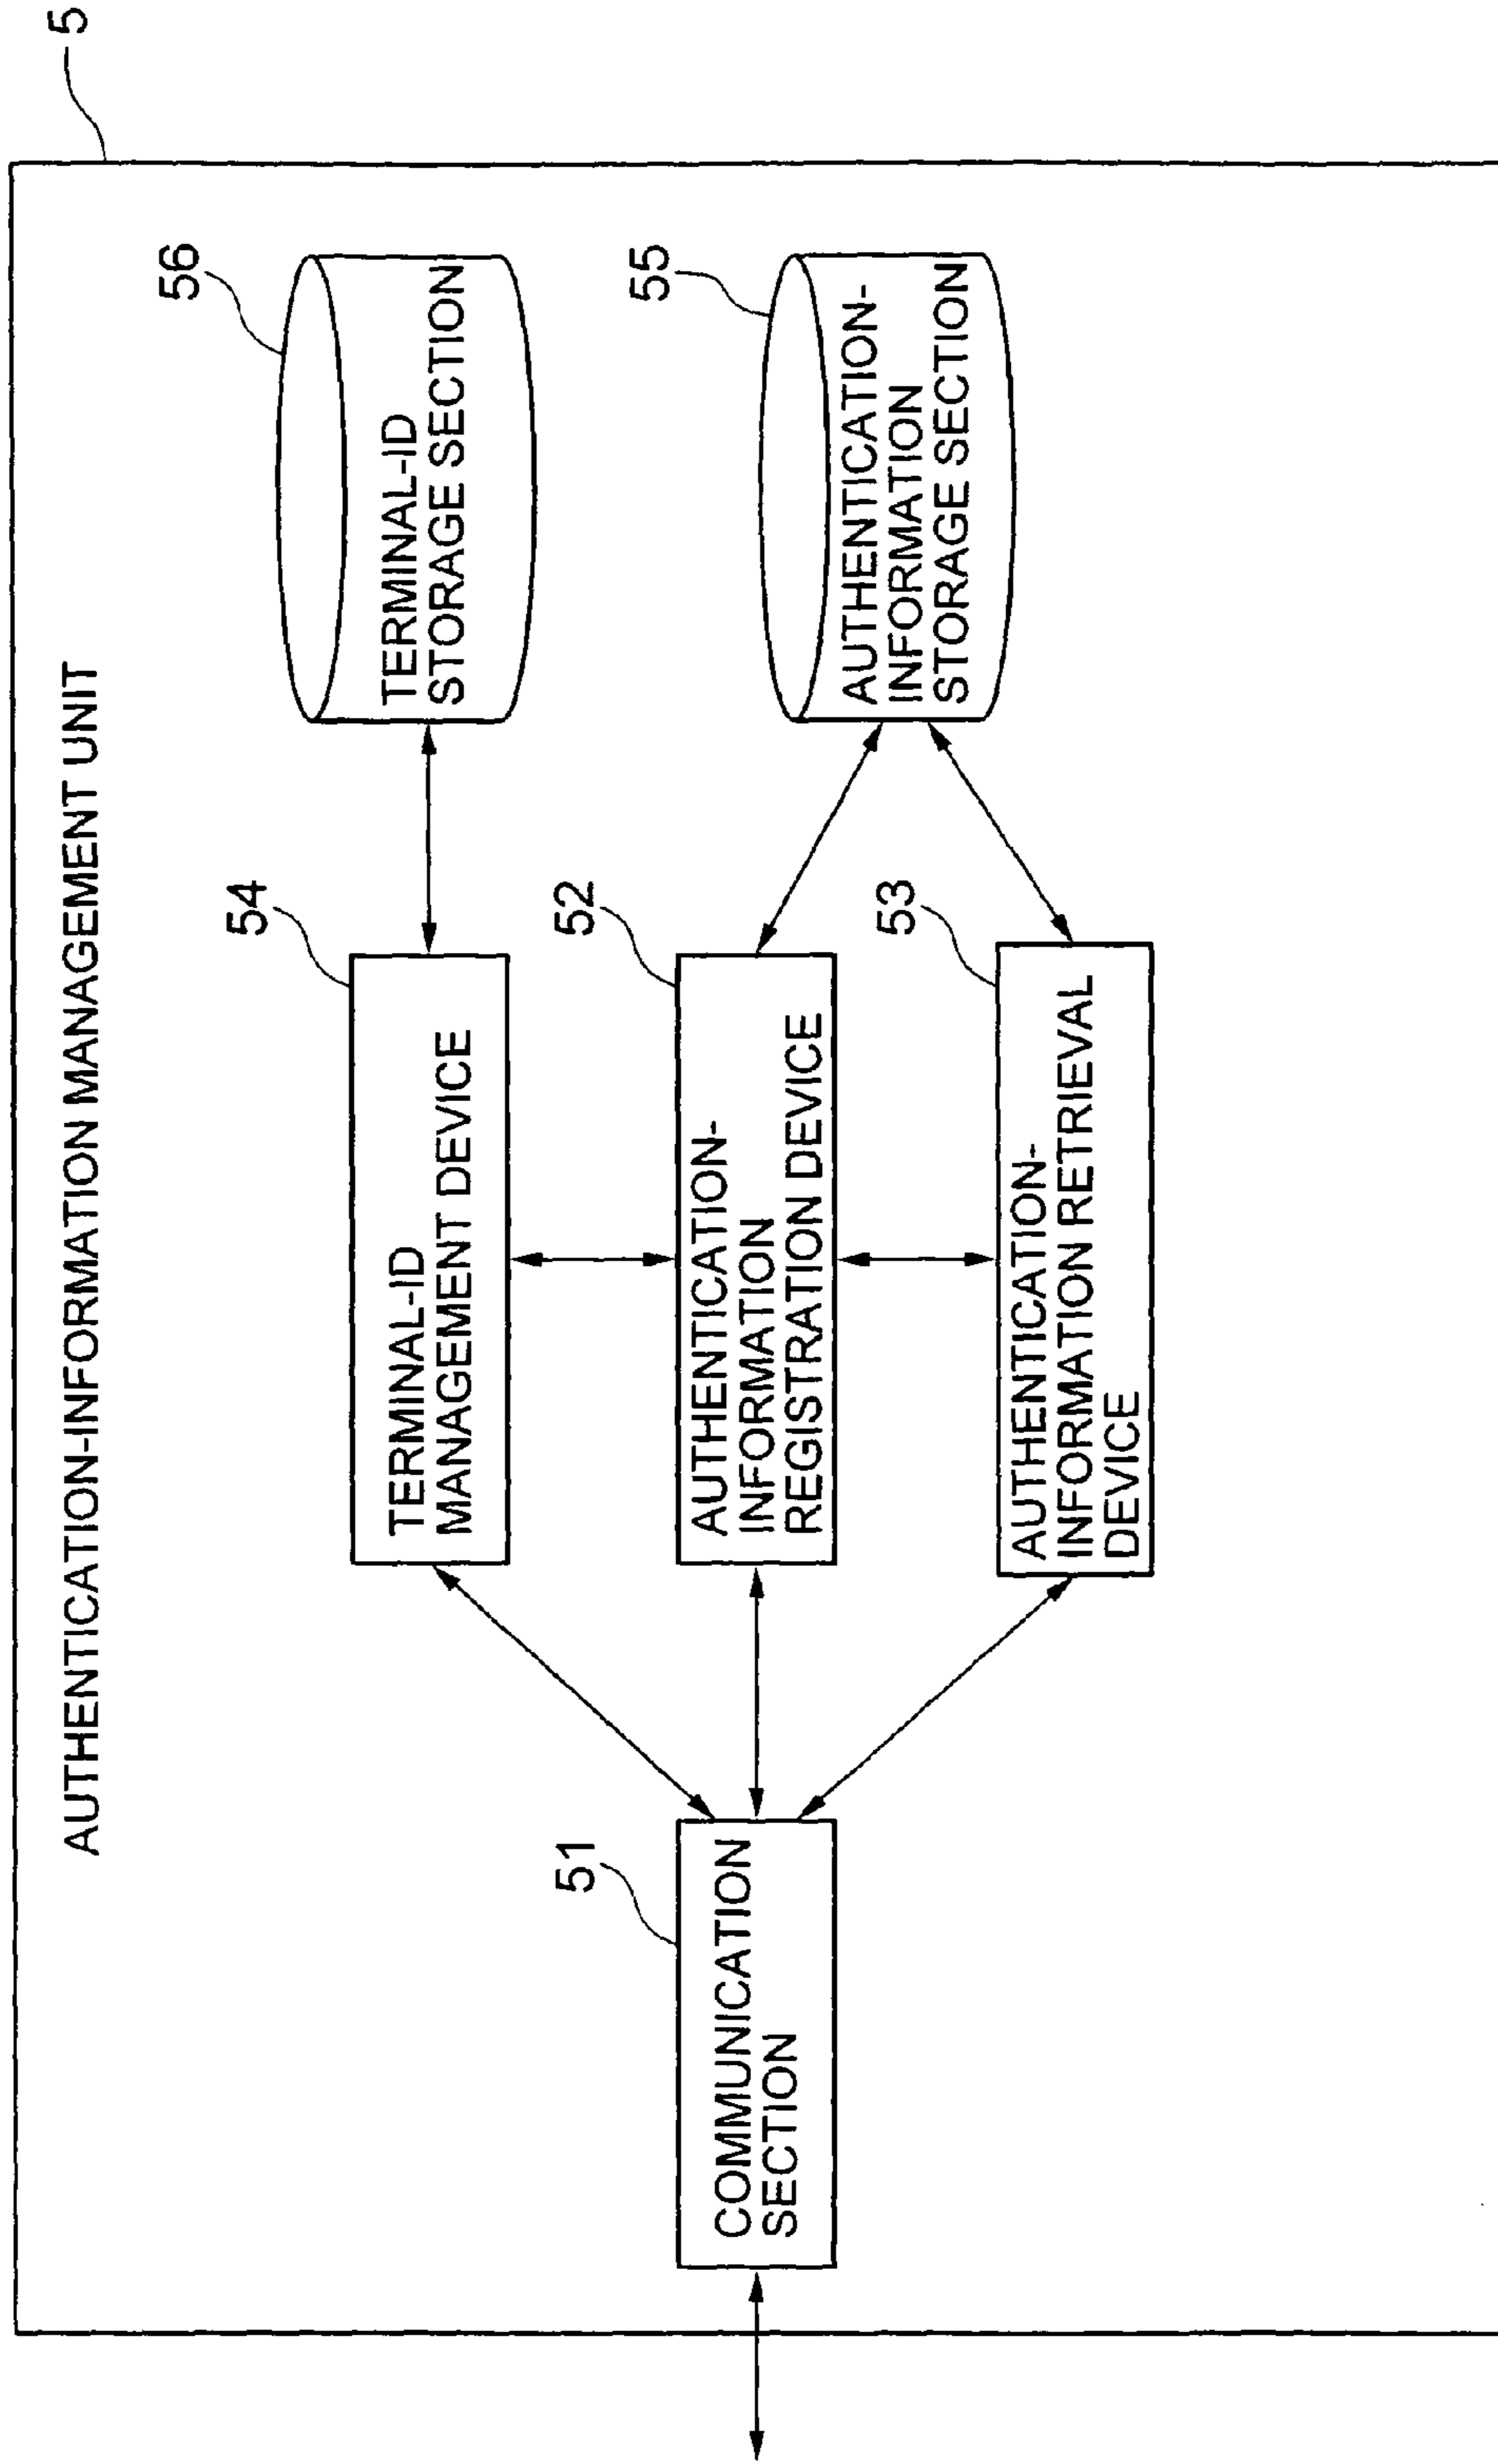 5
AUTHENTICATION-INFORMATION MANAGEMENT UNIT
56
TERMINAL-ID
STORAGE SECTION
54
TERMINAL-ID
MANAGEMENT DEVICE
55
AUTHENTICATION-
INFORMATION
STORAGE SECTION
52
AUTHENTICATION-
INFORMATION
REGISTRATION DEVICE
51
COMMUNICATION
SECTION
53
AUTHENTICATION-
INFORMATION RETRIEVAL
DEVICE